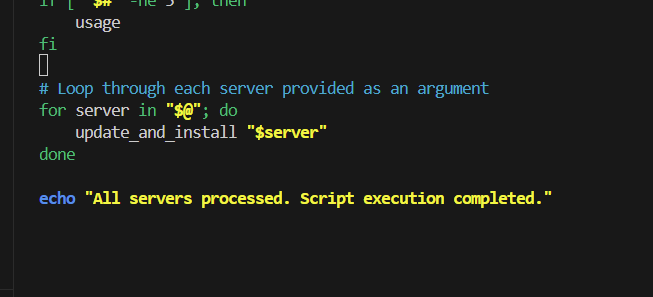 if [ "$#" -ne 5 ]; then
    usage
fi
# Loop through each server provided as an argument
for server in "$@"; do
    update_and_install "$server"
done
echo "All servers processed. Script execution completed."